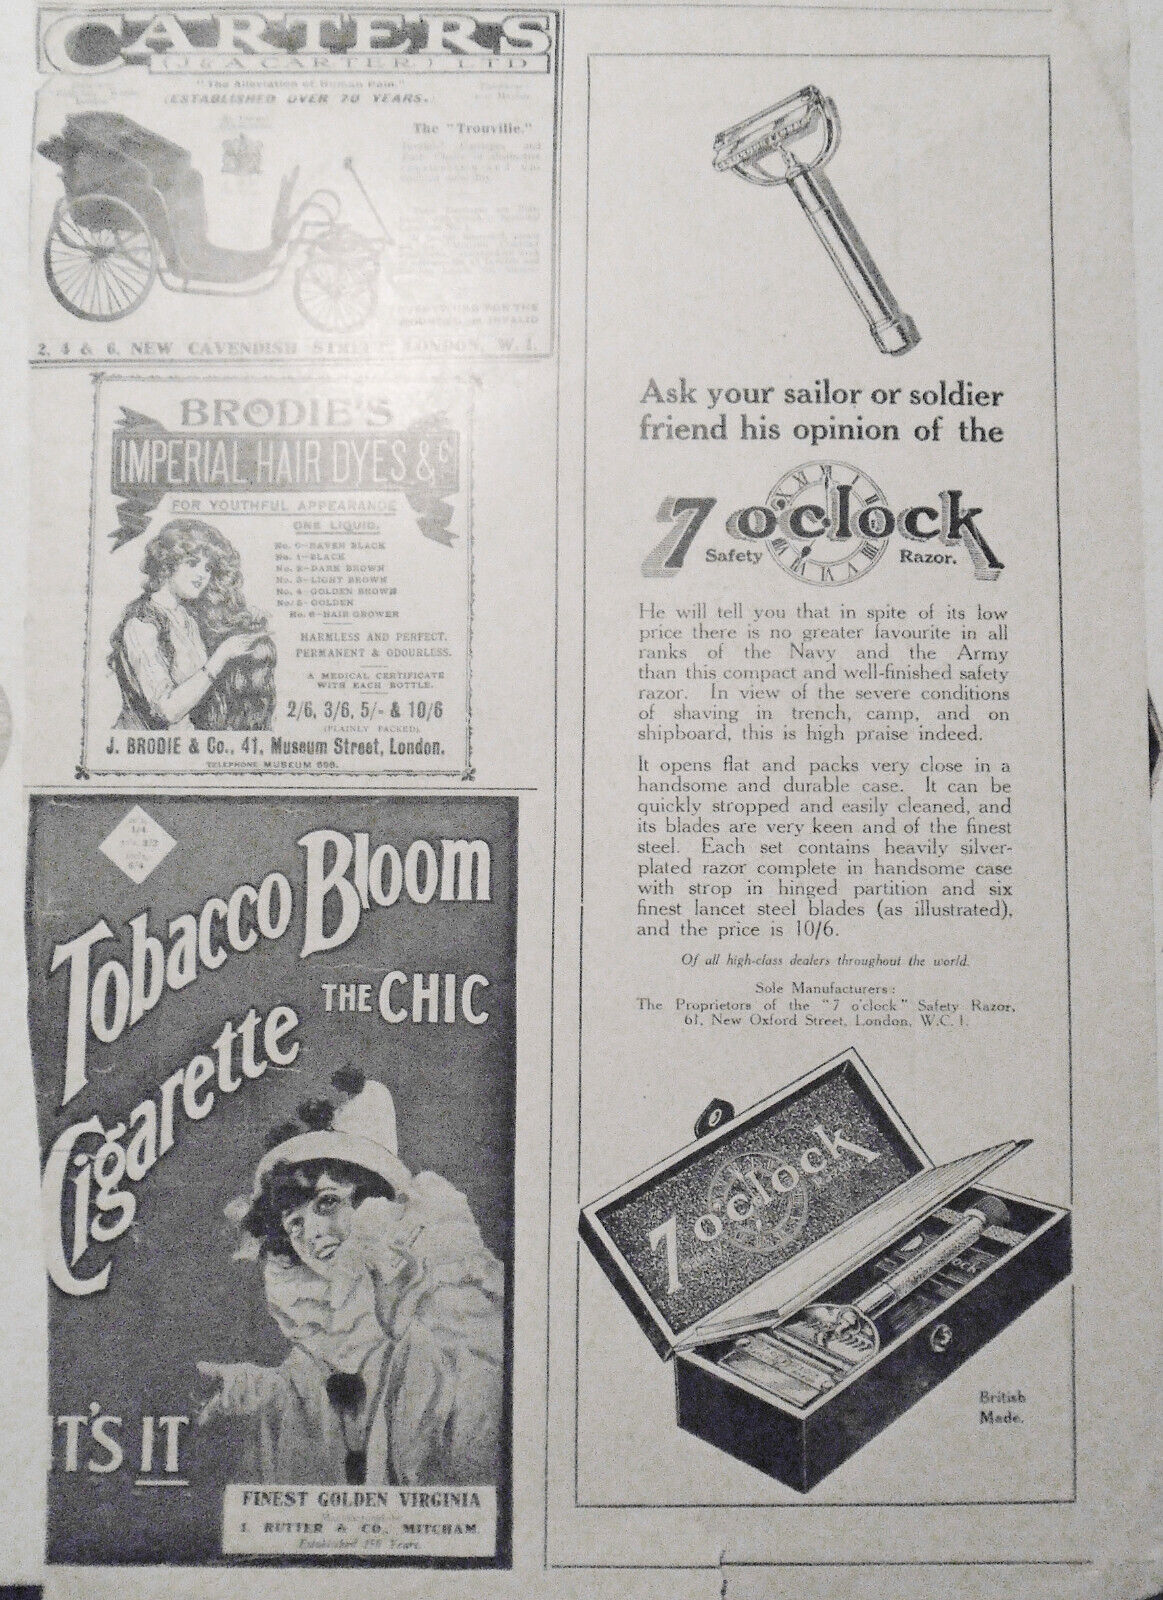 CARTERS
(J & A CARTER) LTD
"The Alleviation of Human Pain."
(ESTABLISHED OVER 70 YEARS.)
The "Trouville."
EVERYTHING FOR THE
INVALID
2, 4 & 6, NEW CAVENDISH STREET LONDON, W. 1.
BRODIE'S
IMPERIAL HAIR DYES & Co
FOR YOUTHFUL APPEARANCE
ONE LIQUID.
No. 0-RAVEN BLACK
No. 1-BLACK
No. 2-DARK BROWN
No. 3-LIGHT BROWN
No. 4-GOLDEN BROWN
No. 5-GOLDEN
No. 6-HAIR GROWER
HARMLESS AND PERFECT.
PERMANENT & ODOURLESS.
A MEDICAL CERTIFICATE
WITH EACH BOTTLE.
2/6, 3/6, 5/- & 10/6
(PLAINLY PACKED).
J. BRODIE & Co., 41, Museum Street, London.
TELEPHONE MUSEUM 898.
Tobacco Bloom
THE CHIC
Cigarette
IT'S IT
FINEST GOLDEN VIRGINIA
J. RUTTER & CO, MITCHAM
Established 150 Years.
Ask your sailor or soldier
friend his opinion of the
7 o'clock
Safety Razor.
He will tell you that in spite of its low
price there is no greater favourite in all
ranks of the Navy and the Army
than this compact and well-finished safety
razor. In view of the severe conditions
of shaving in trench, camp, and on
shipboard, this is high praise indeed.
It opens flat and packs very close in a
handsome and durable case. It can be
quickly stropped and easily cleaned, and
its blades are very keen and of the finest
steel. Each set contains heavily silver-
plated razor complete in handsome case
with strop in hinged partition and six
finest lancet steel blades (as illustrated),
and the price is 10/6.
Of all high-class dealers throughout the world.
Sole Manufacturers:
The Proprietors of the "7 o'clock" Safety Razor,
61, New Oxford Street, London, W.C. 1.
7 o'clock
British
Made.